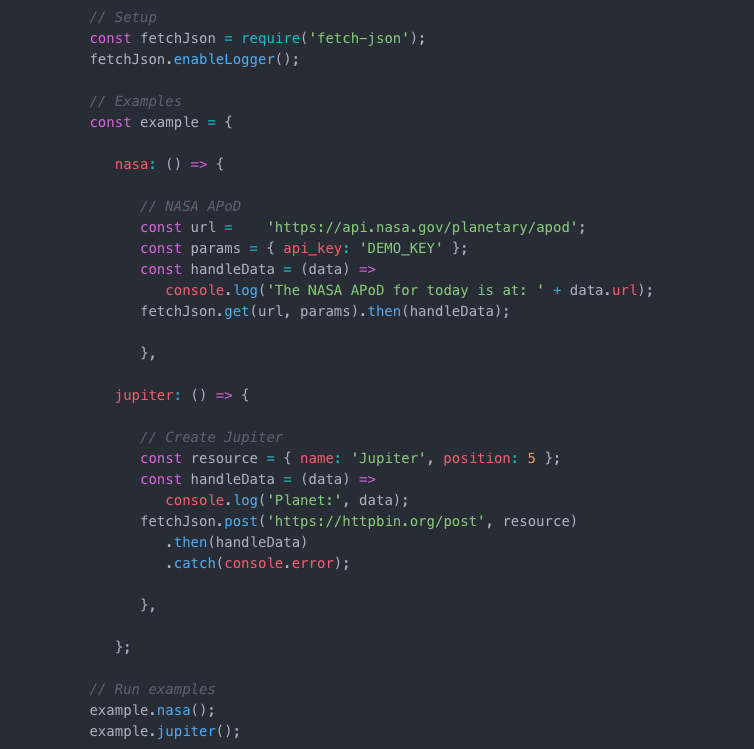 // Setup
const fetchJson = require('fetch-json');
fetchJson.enableLogger();
// Examples
const example = {
nasa: () => {
// NASA APoD
const url =    'https://api.nasa.gov/planetary/apod';
const params = { api_key: 'DEMO_KEY' };
const handleData = (data) =>
console.log('The NASA APoD for today is at: ' + data.url);
fetchJson.get(url, params).then(handleData);
},
jupiter: () => {
// Create Jupiter
const resource = { name: 'Jupiter', position: 5 };
const handleData = (data) =>
console.log('Planet:', data);
fetchJson.post('https://httpbin.org/post', resource)
.then(handleData)
.catch(console.error);
},
};
// Run examples
example.nasa();
example.jupiter();